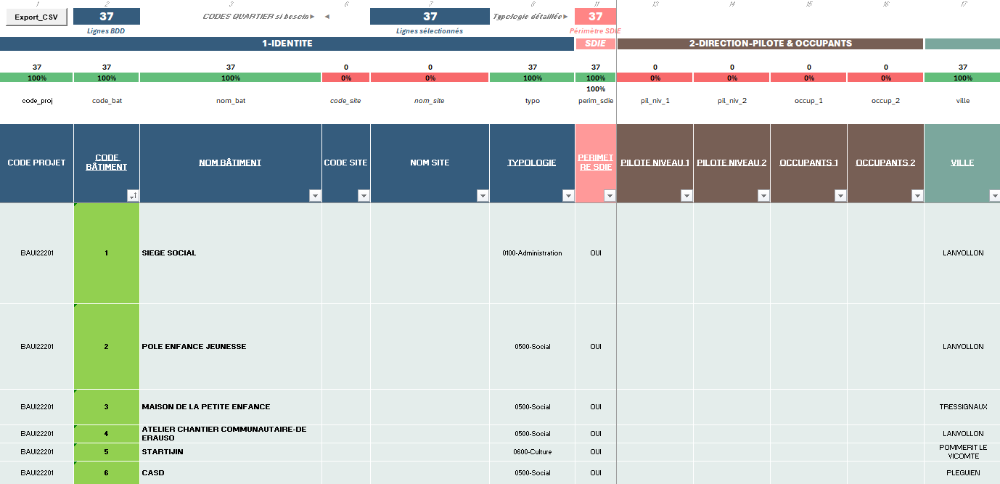 1 2 3 6 7 9 11 13 14 15 16 17
Export_CSV 37 CODES QUARTIER si besoin► ◄ 37 Typologie détaillée► 37
Lignes BDD Lignes sélectionnés Périmètre SDIE
1-IDENTITE SDIE 2-DIRECTION-PILOTE & OCCUPANTS
37 37 37 0 0 37 37 0 0 0 0 37
100% 100% 100% 0% 0% 100% 100% 0% 0% 0% 0% 100%
100%
code_proj code_bat nom_bat code_site nom_site typo perim_sdie pil_niv_1 pil_niv_2 occup_1 occup_2 ville
CODE PROJET CODE BÂTIMENT NOM BÂTIMENT CODE SITE NOM SITE TYPOLOGIE PERIMETRE SDIE PILOTE NIVEAU 1 PILOTE NIVEAU 2 OCCUPANTS 1 OCCUPANTS 2 VILLE
BAUI22201 1 SIEGE SOCIAL 0100-Administration OUI LANVOLLON
BAUI22201 2 POLE ENFANCE JEUNESSE 0500-Social OUI LANVOLLON
BAUI22201 3 MAISON DE LA PETITE ENFANCE 0500-Social OUI TRESSIGNAUX
BAUI22201 4 ATELIER CHANTIER COMMUNAUTAIRE-DE ERAUSO 0500-Social OUI LANVOLLON
BAUI22201 5 STARTIJIN 0600-Culture OUI POMMERIT LE VICOMTE
BAUI22201 6 CASD 0500-Social OUI PLEGUIEN